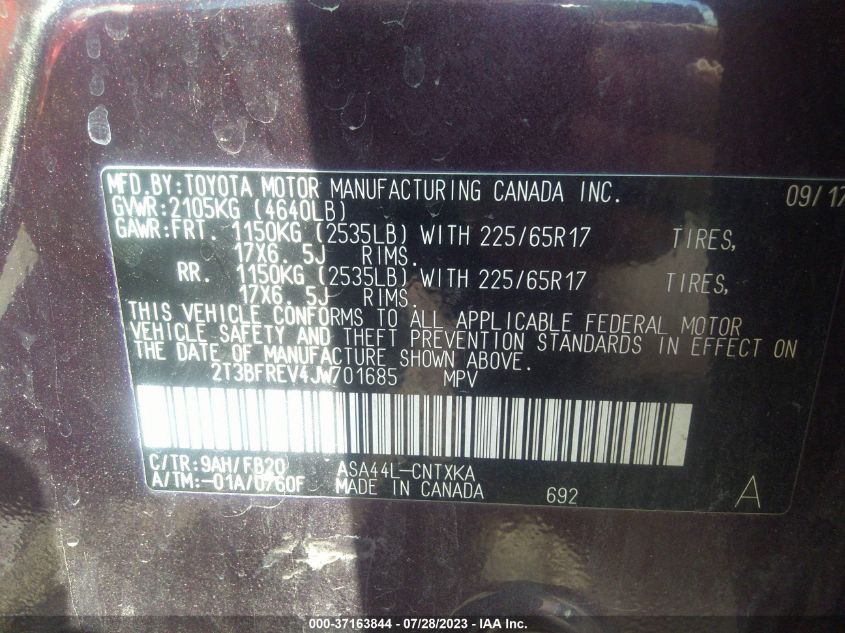 MFD.BY:TOYOTA MOTOR MANUFACTURING CANADA INC. 09/17
GVWR:2105KG (4640LB)
GAWR:FRT. 1150KG (2535LB) WITH 225/65R17 TIRES,
17X6. 5J RIMS.
RR. 1150KG (2535LB) WITH 225/65R17 TIRES,
17X6. 5J RIMS.
THIS VEHICLE CONFORMS TO ALL APPLICABLE FEDERAL MOTOR
VEHICLE SAFETY AND THEFT PREVENTION STANDARDS IN EFFECT ON
THE DATE OF MANUFACTURE SHOWN ABOVE.
2T3BFREV4JW701685 MPV
C/TR:9AH/FB20 ASA44L-CNTXKA
A/TM:-01A/0760F MADE IN CANADA 692 A
000-37163844 - 07/28/2023 - IAA Inc.